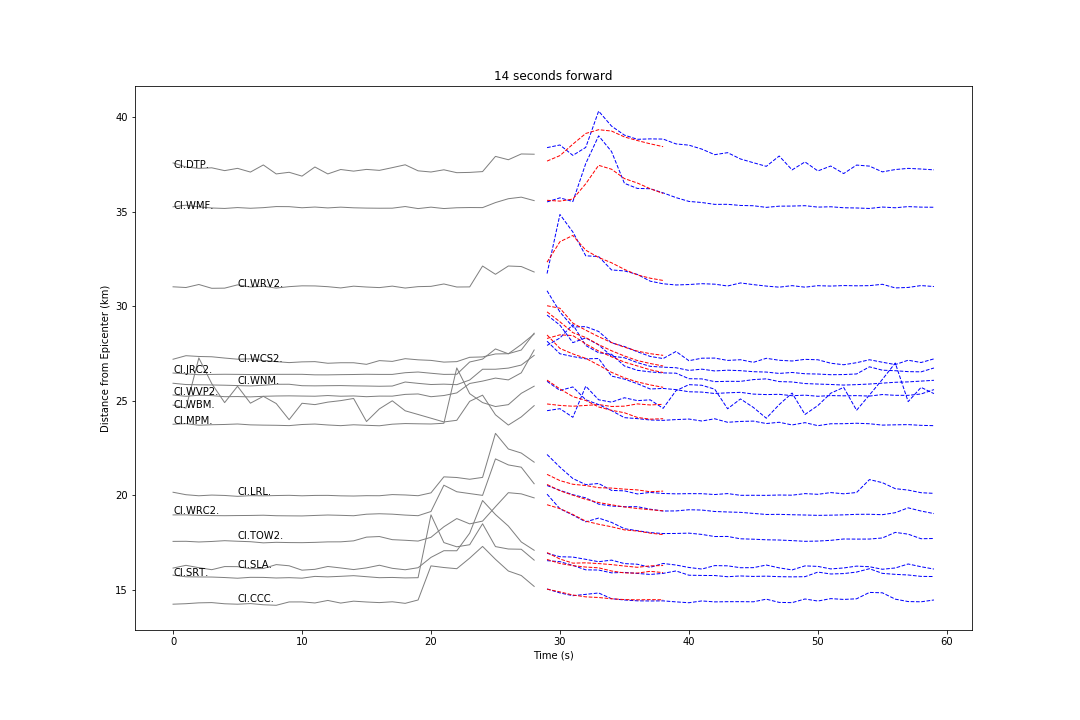 14 seconds forward
Distance from Epicenter (km)
40
35
30
25
20
15
CI.DTP.
CI.WMF.
CI.WRV2.
CI.WCS2.
CI.JRC2.
CI.WNM.
CI.WVP2.
CI.WBM.
CI.MPM.
CI.LRL.
CI.WRC2.
CI.TOW2.
CI.SLA.
CI.SRT.
CI.CCC.
0 10 20 30 40 50 60
Time (s)